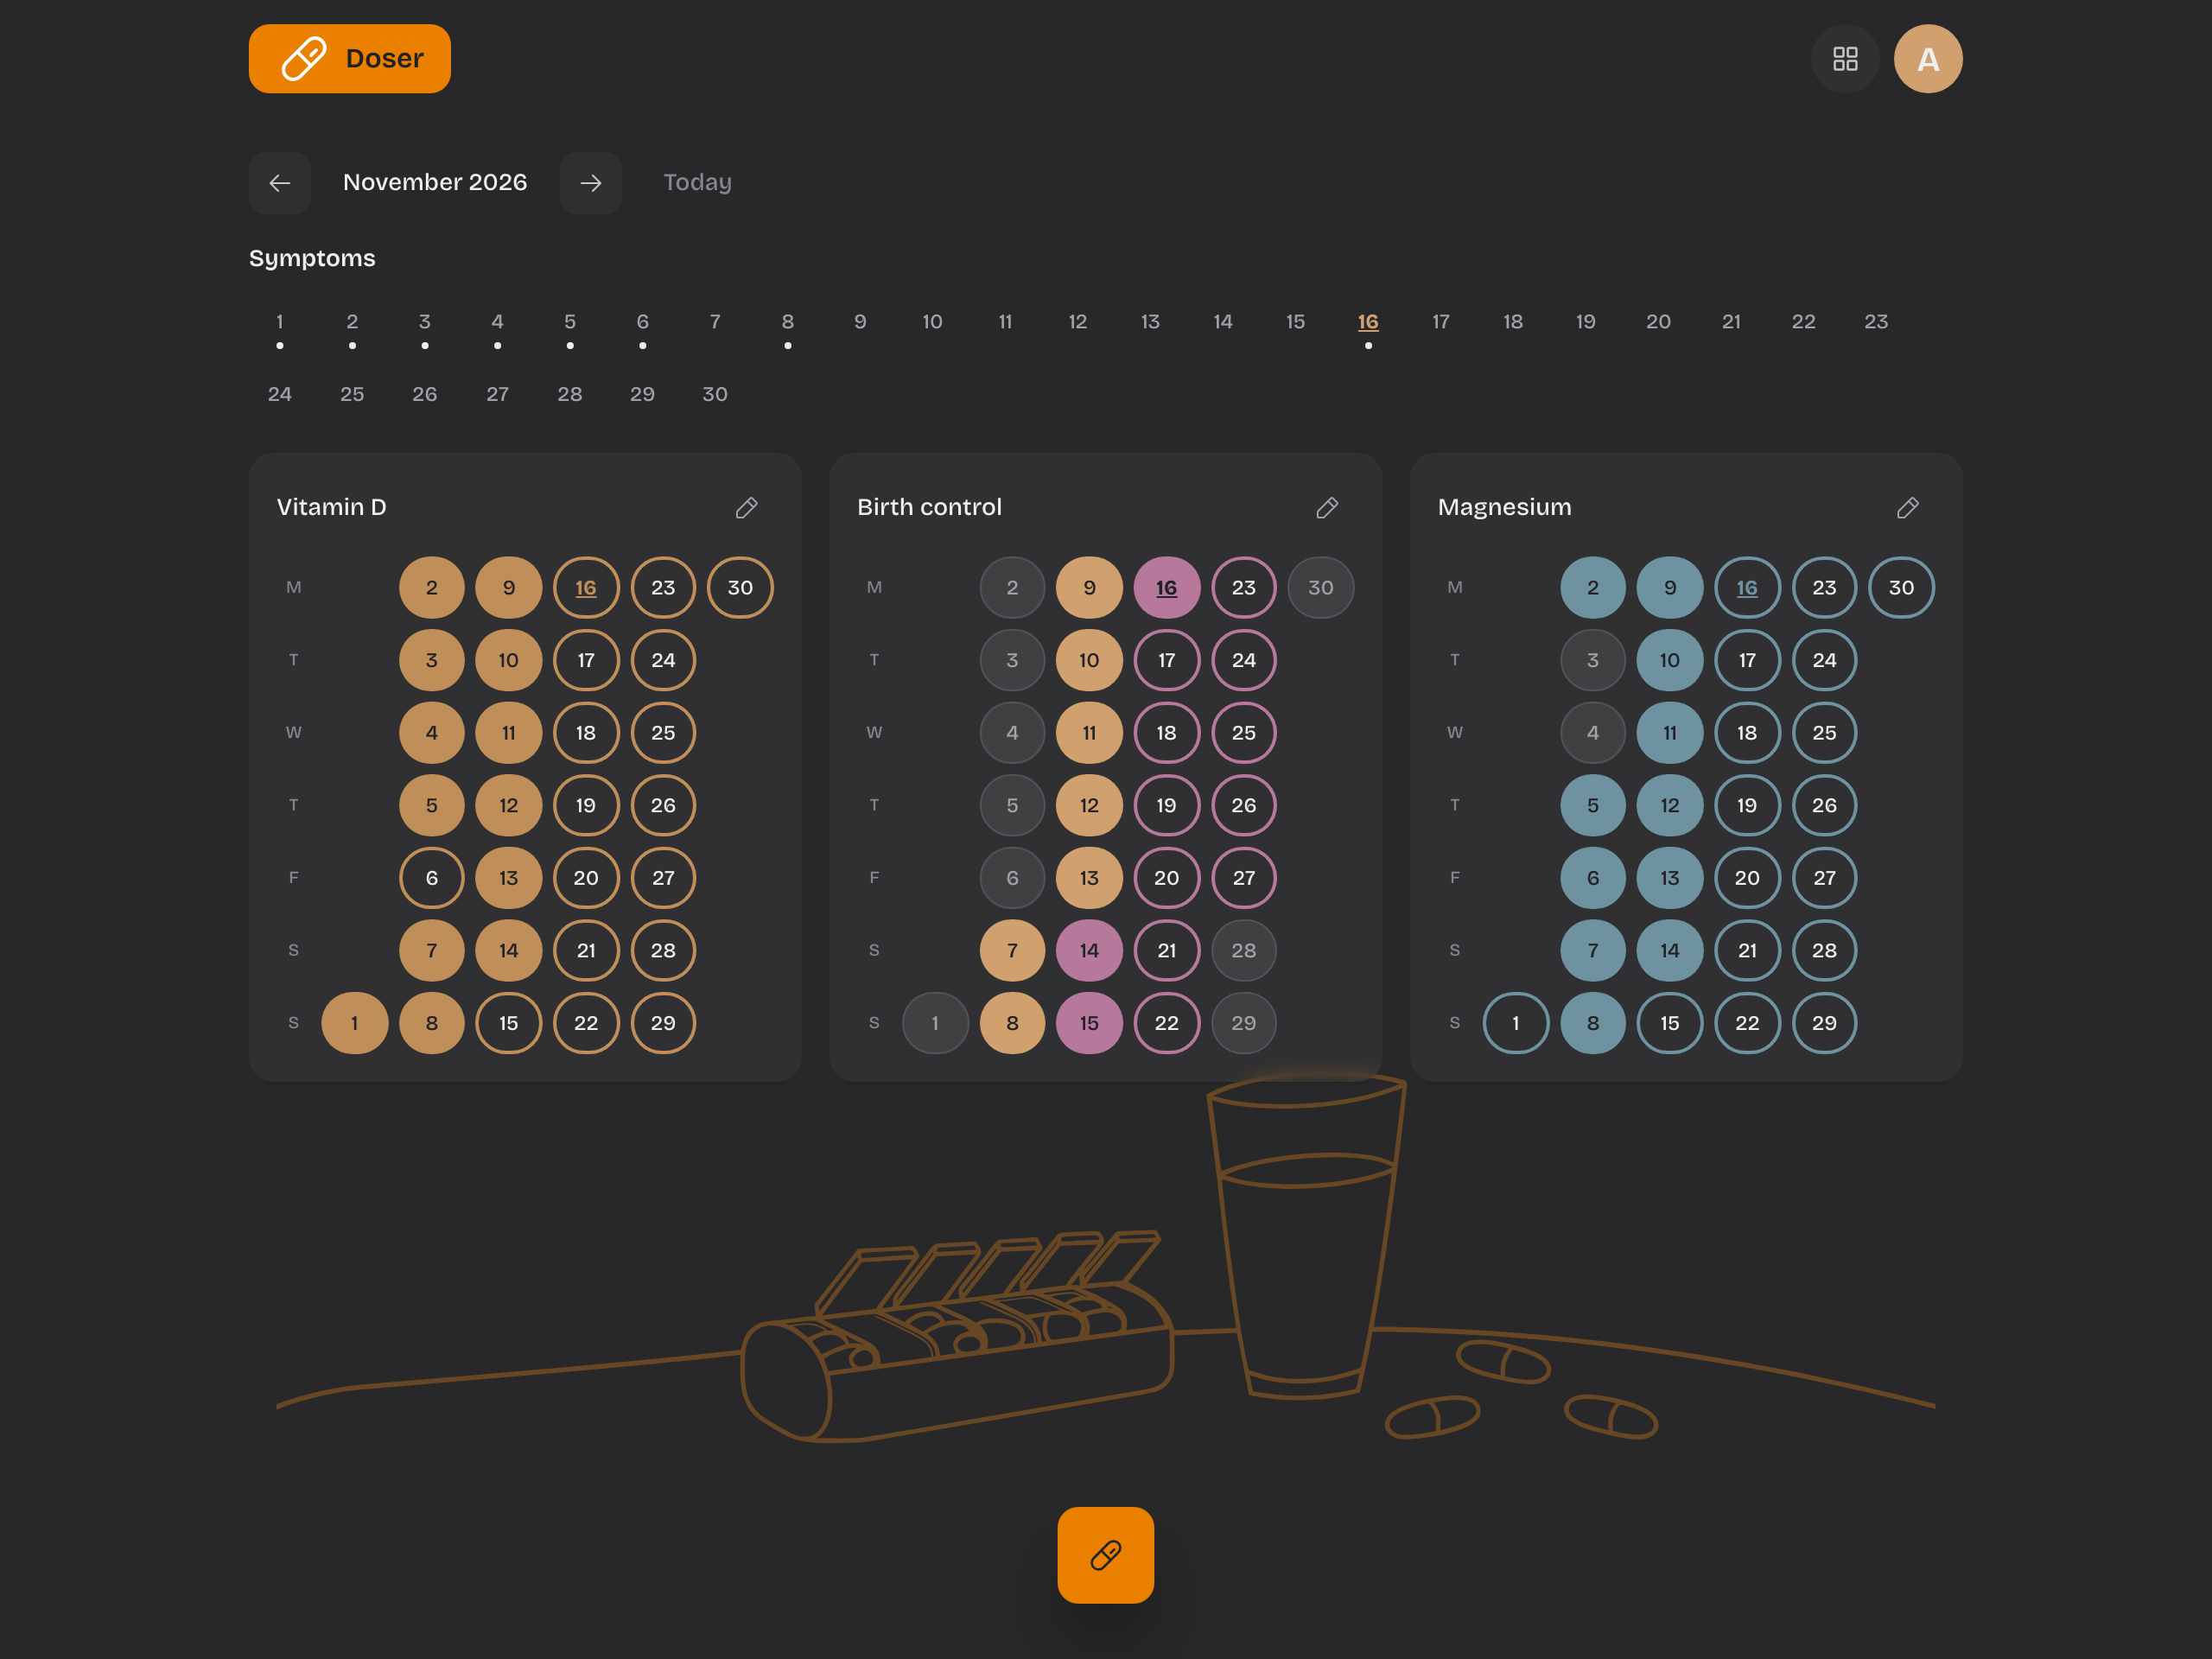 Doser
A
November 2026
Today
Symptoms
1 2 3 4 5 6 7 8 9 10 11 12 13 14 15 16 17 18 19 20 21 22 23
24 25 26 27 28 29 30
Vitamin D
M 2 9 16 23 30
T 3 10 17 24
W 4 11 18 25
T 5 12 19 26
F 6 13 20 27
S 7 14 21 28
S 1 8 15 22 29
Birth control
M 2 9 16 23 30
T 3 10 17 24
W 4 11 18 25
T 5 12 19 26
F 6 13 20 27
S 7 14 21 28
S 1 8 15 22 29
Magnesium
M 2 9 16 23 30
T 3 10 17 24
W 4 11 18 25
T 5 12 19 26
F 6 13 20 27
S 7 14 21 28
S 1 8 15 22 29